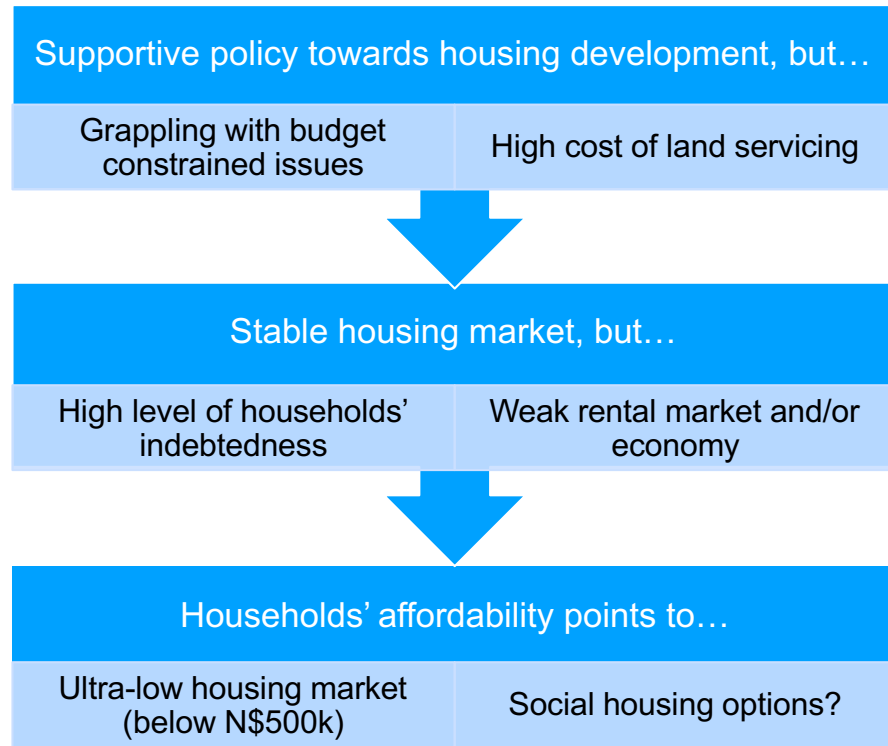 Supportive policy towards housing development, but…
Grappling with budget
constrained issues
High cost of land servicing
Stable housing market, but…
High level of households’
indebtedness
Weak rental market and/or
economy
Households’ affordability points to…
Ultra-low housing market
(below N$500k)
Social housing options?